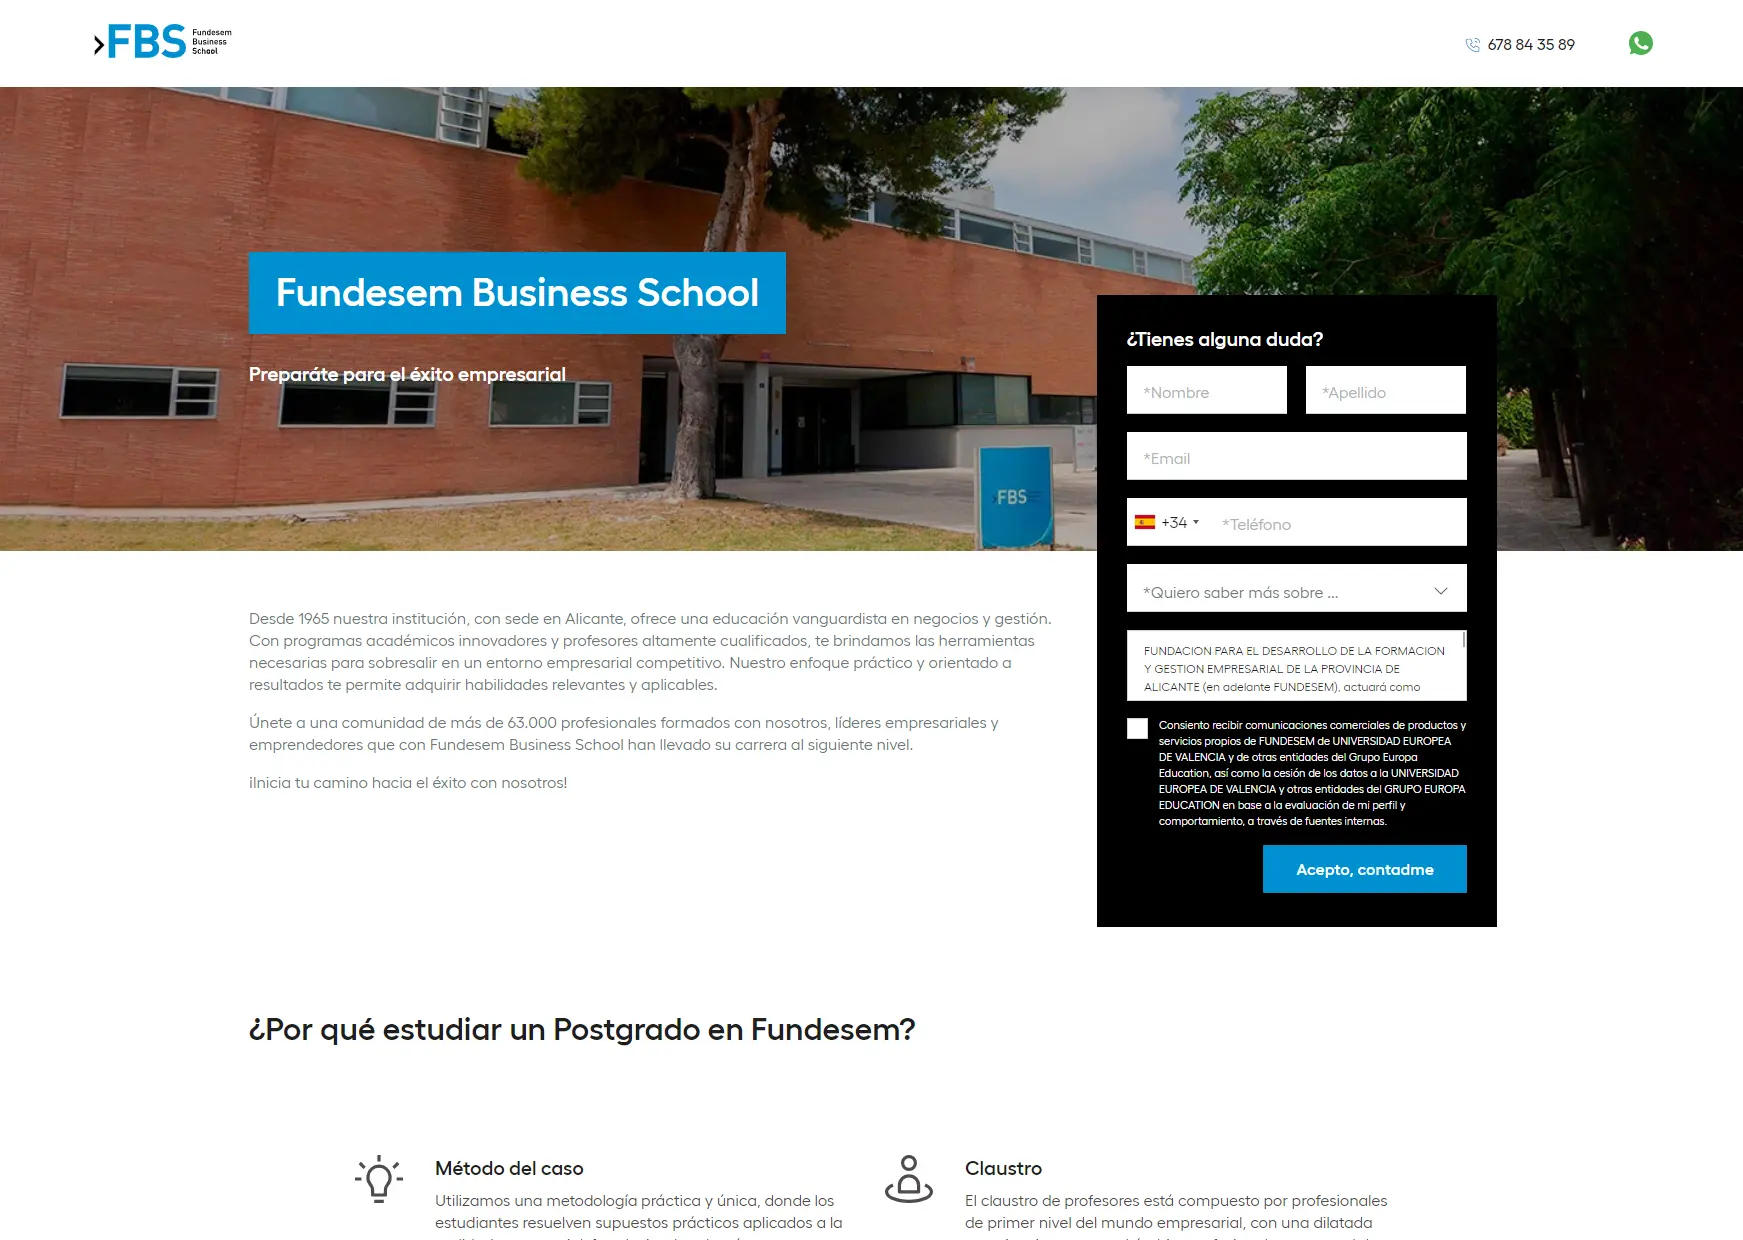 FBS Fundesem
Business
School
678 84 35 89
Fundesem Business School
Preparáte para el éxito empresarial
FBS
¿Tienes alguna duda?
*Nombre
*Apellido
*Email
+34
*Teléfono
*Quiero saber más sobre ...
FUNDACION PARA EL DESARROLLO DE LA FORMACION
Y GESTION EMPRESARIAL DE LA PROVINCIA DE
ALICANTE (en adelante FUNDESEM), actuará como
Consiento recibir comunicaciones comerciales de productos y
servicios propios de FUNDESEM de UNIVERSIDAD EUROPEA
DE VALENCIA y de otras entidades del Grupo Europa
Education, así como la cesión de los datos a la UNIVERSIDAD
EUROPEA DE VALENCIA y otras entidades del GRUPO EUROPA
EDUCATION en base a la evaluación de mi perfil y
comportamiento, a través de fuentes internas.
Acepto, contadme
Desde 1965 nuestra institución, con sede en Alicante, ofrece una educación vanguardista en negocios y gestión.
Con programas académicos innovadores y profesores altamente cualificados, te brindamos las herramientas
necesarias para sobresalir en un entorno empresarial competitivo. Nuestro enfoque práctico y orientado a
resultados te permite adquirir habilidades relevantes y aplicables.
Únete a una comunidad de más de 63.000 profesionales formados con nosotros, líderes empresariales y
emprendedores que con Fundesem Business School han llevado su carrera al siguiente nivel.
¡Inicia tu camino hacia el éxito con nosotros!
¿Por qué estudiar un Postgrado en Fundesem?
Método del caso
Utilizamos una metodología práctica y única, donde los
estudiantes resuelven supuestos prácticos aplicados a la
Claustro
El claustro de profesores está compuesto por profesionales
de primer nivel del mundo empresarial, con una dilatada